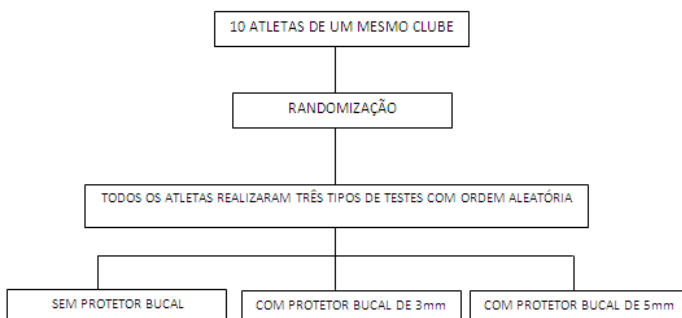 10 ATLETAS DE UM MESMO CLUBE
RANDOMIZAÇÃO
TODOS OS ATLETAS REALIZARAM TRÊS TIPOS DE TESTES COM ORDEM ALEATÓRIA
SEM PROTETOR BUCAL
COM PROTETOR BUCAL DE 3mm
COM PROTETOR BUCAL DE 5mm